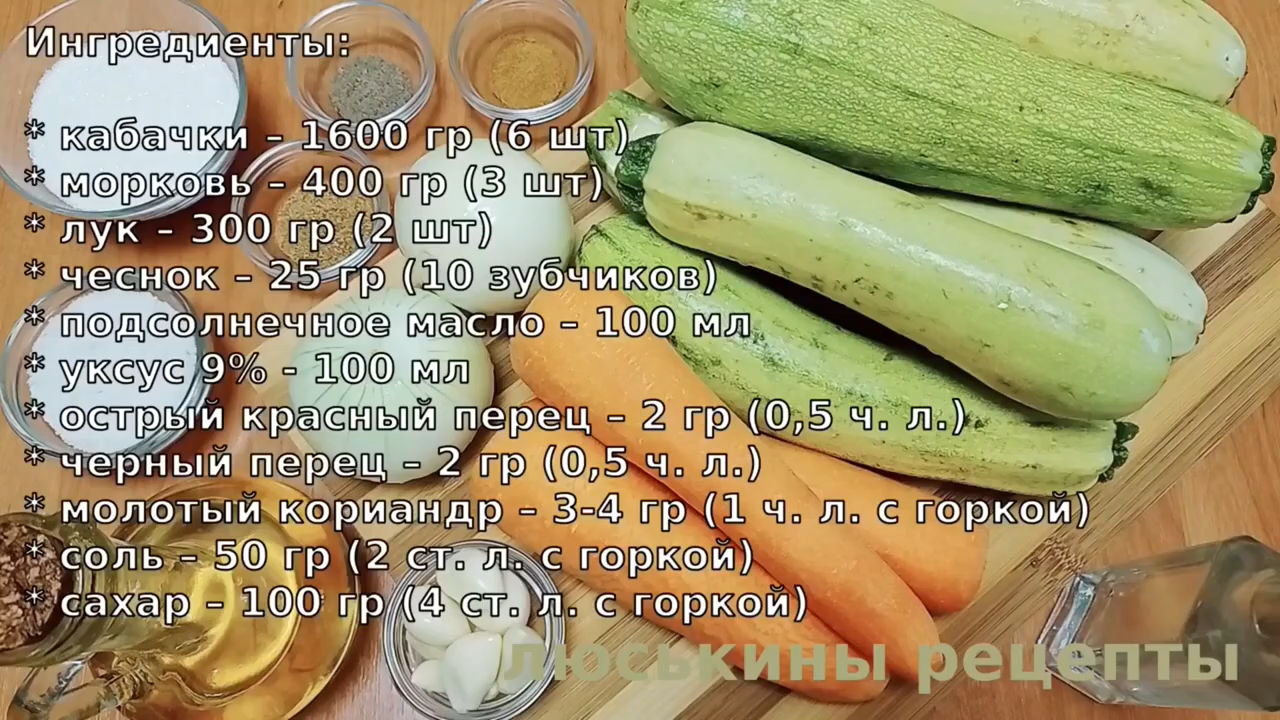 Ингредиенты:
* кабачки – 1600 гр (6 шт)
* морковь – 400 гр (3 шт)
* лук – 300 гр (2 шт)
* чеснок – 25 гр (10 зубчиков)
* подсолнечное масло – 100 мл
* уксус 9% - 100 мл
* острый красный перец – 2 гр (0,5 ч. л.)
* черный перец – 2 гр (0,5 ч. л.)
* молотый кориандр – 3-4 гр (1 ч. л. с горкой)
* соль – 50 гр (2 ст. л. с горкой)
* сахар – 100 гр (4 ст. л. с горкой)
люськины рецепты